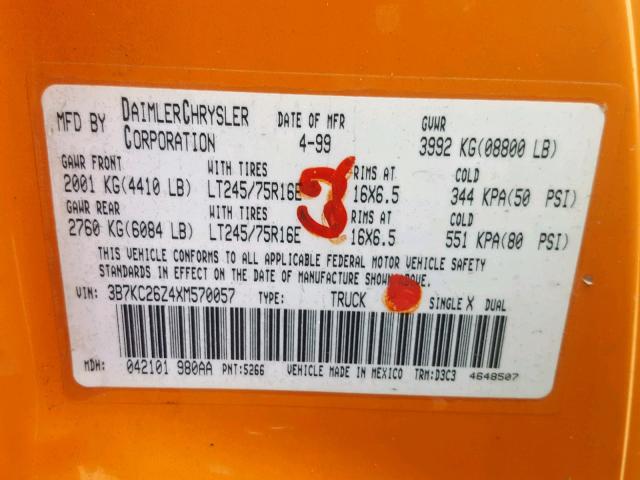 MFD BY DAIMLERCHRYSLER CORPORATION DATE OF MFR 4-99 GVWR 3992 KG(08800 LB)
GAWR FRONT WITH TIRES RIMS AT COLD
2001 KG(4410 LB) LT245/75R16E 16X6.5 344 KPA(50 PSI)
GAWR REAR WITH TIRES RIMS AT COLD
2760 KG(6084 LB) LT245/75R16E 16X6.5 551 KPA(80 PSI)
3
THIS VEHICLE CONFORMS TO ALL APPLICABLE FEDERAL MOTOR VEHICLE SAFETY
STANDARDS IN EFFECT ON THE DATE OF MANUFACTURE SHOWN ABOVE.
VIN: 3B7KC26Z4XM570057 TYPE: TRUCK SINGLE X DUAL
MDH: 042101 980AA PNT:5266 VEHICLE MADE IN MEXICO TRM:D3C3 4648507